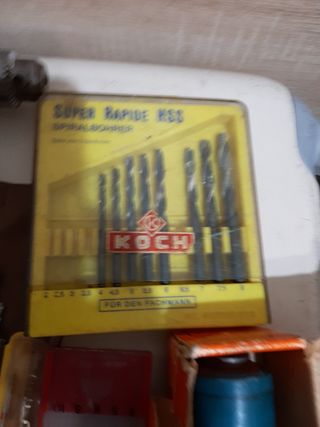 SUPER RAPIDE HSS
SPIRALBOHRER
KOCH
2 2,5 3 3,5 4 4,5 5 5,5 6 6,5 7 7,5 8
FÜR DEN FACHMANN